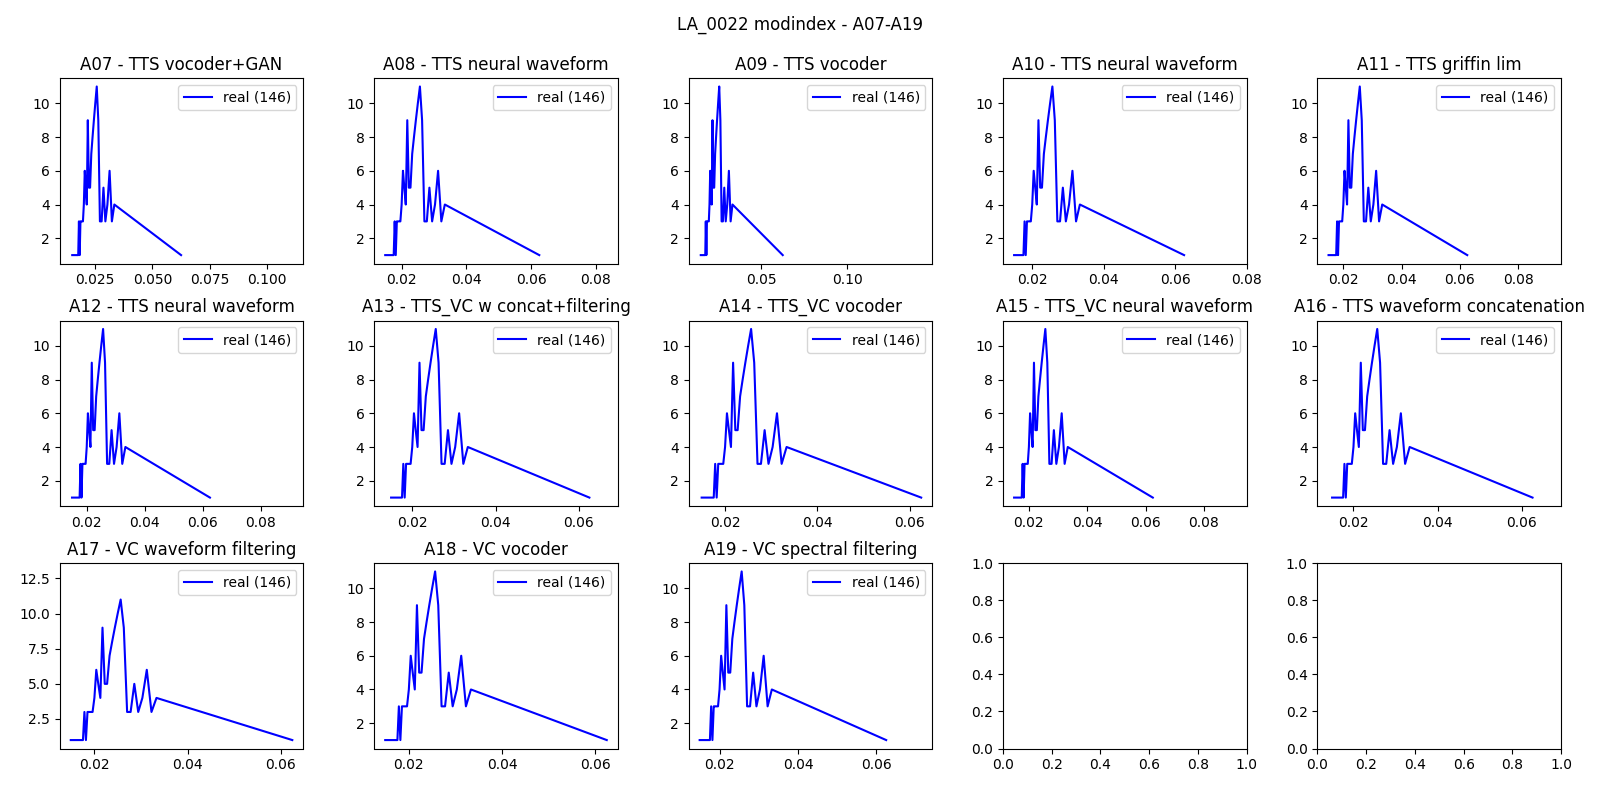 LA_0022 modindex - A07-A19
A07 - TTS vocoder+GAN
A08 - TTS neural waveform
A09 - TTS vocoder
A10 - TTS neural waveform
A11 - TTS griffin lim
real (146)
real (146)
real (146)
real (146)
real (146)
10 8 6 4 2
10 8 6 4 2
10 8 6 4 2
10 8 6 4 2
10 8 6 4 2
0.025 0.050 0.075 0.100
0.02 0.04 0.06 0.08
0.05 0.10
0.02 0.04 0.06 0.08
0.02 0.04 0.06 0.08
A12 - TTS neural waveform
A13 - TTS_VC w concat+filtering
A14 - TTS_VC vocoder
A15 - TTS_VC neural waveform
A16 - TTS waveform concatenation
real (146)
real (146)
real (146)
real (146)
real (146)
10 8 6 4 2
10 8 6 4 2
10 8 6 4 2
10 8 6 4 2
10 8 6 4 2
0.02 0.04 0.06 0.08
0.02 0.04 0.06
0.02 0.04 0.06
0.02 0.04 0.06 0.08
0.02 0.04 0.06
A17 - VC waveform filtering
A18 - VC vocoder
A19 - VC spectral filtering
real (146)
real (146)
real (146)
12.5 10.0 7.5 5.0 2.5
10 8 6 4 2
10 8 6 4 2
1.0 0.8 0.6 0.4 0.2 0.0
1.0 0.8 0.6 0.4 0.2 0.0
0.02 0.04 0.06
0.02 0.04 0.06
0.02 0.04 0.06
0.0 0.2 0.4 0.6 0.8 1.0
0.0 0.2 0.4 0.6 0.8 1.0